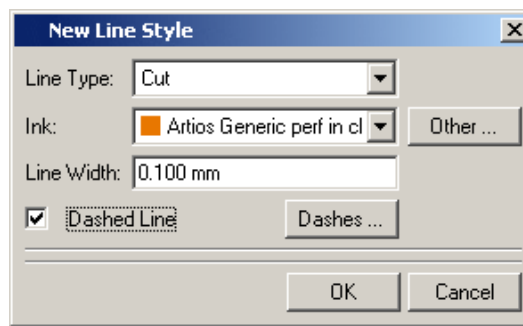 New Line Style
Line Type: Cut
Ink: Artios Generic perf in cl Other ...
Line Width: 0.100 mm
Dashed Line Dashes ...
OK Cancel